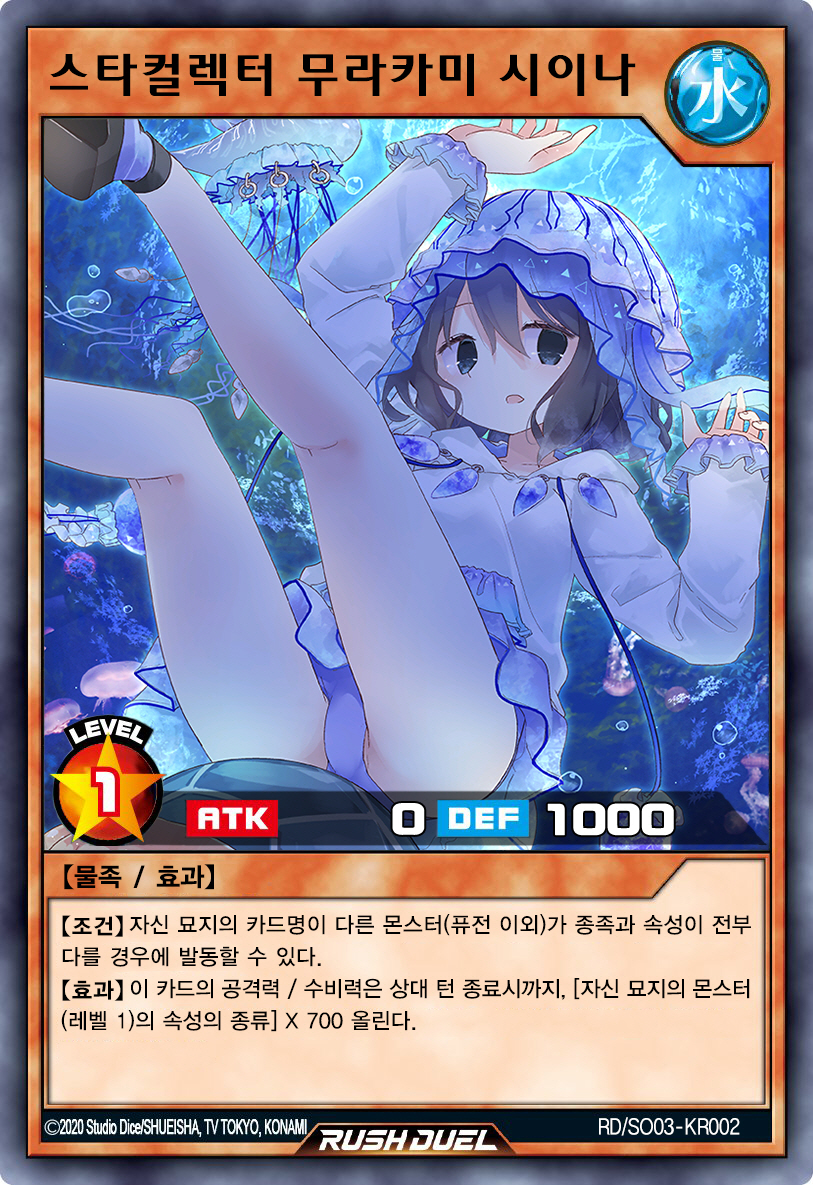 스타컬렉터 무라카미 시이나
물
水
LEVEL
1
ATK 0 DEF 1000
【물족 / 효과】
【조건】자신 묘지의 카드명이 다른 몬스터(퓨전 이외)가 종족과 속성이 전부
다를 경우에 발동할 수 있다.
【효과】이 카드의 공격력 / 수비력은 상대 턴 종료시까지, [자신 묘지의 몬스터
(레벨 1)의 속성의 종류] X 700 올린다.
©2020 Studio Dice/SHUEISHA, TV TOKYO, KONAMI
RUSH DUEL
RD/SO03-KR002